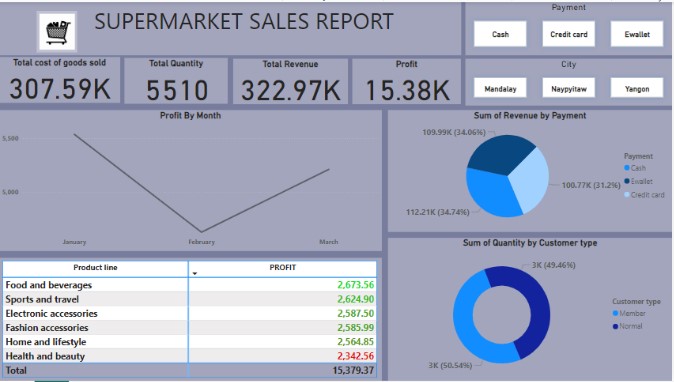 SUPERMARKET SALES REPORT
Payment
Cash
Credit card
Ewallet
Total cost of goods sold
307.59K
Total Quantity
5510
Total Revenue
322.97K
Profit
15.38K
City
Mandalay
Naypyitaw
Yangon
Profit By Month
5,500
5,000
January
February
March
Sum of Revenue by Payment
109.99K (34.06%)
100.77K (31.2%)
112.21K (34.74%)
Payment
Cash
Ewallet
Credit card
Product line PROFIT
Food and beverages 2,673.56
Sports and travel 2,624.90
Electronic accessories 2,587.50
Fashion accessories 2,585.99
Home and lifestyle 2,564.85
Health and beauty 2,342.56
Total 15,379.37
Sum of Quantity by Customer type
3K (49.46%)
3K (50.54%)
Customer type
Member
Normal